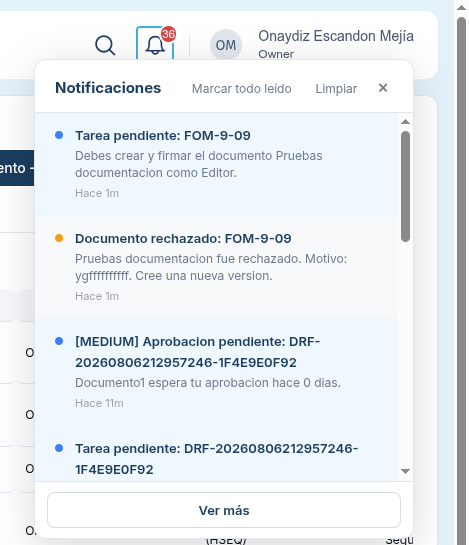 36
OM
Onaydiz Escandon Mejía
Owner
Notificaciones
Marcar todo leído
Limpiar
×
ento
Tarea pendiente: FOM-9-09
Debes crear y firmar el documento Pruebas
documentacion como Editor.
Hace 1m
Documento rechazado: FOM-9-09
Pruebas documentacion fue rechazado. Motivo:
ygffffffffff. Cree una nueva version.
Hace 1m
[MEDIUM] Aprobacion pendiente: DRF-
20260806212957246-1F4E9E0F92
Documento1 espera tu aprobacion hace 0 dias.
Hace 11m
Tarea pendiente: DRF-20260806212957246-
1F4E9E0F92
Ver más
(HSEQ)
Segu